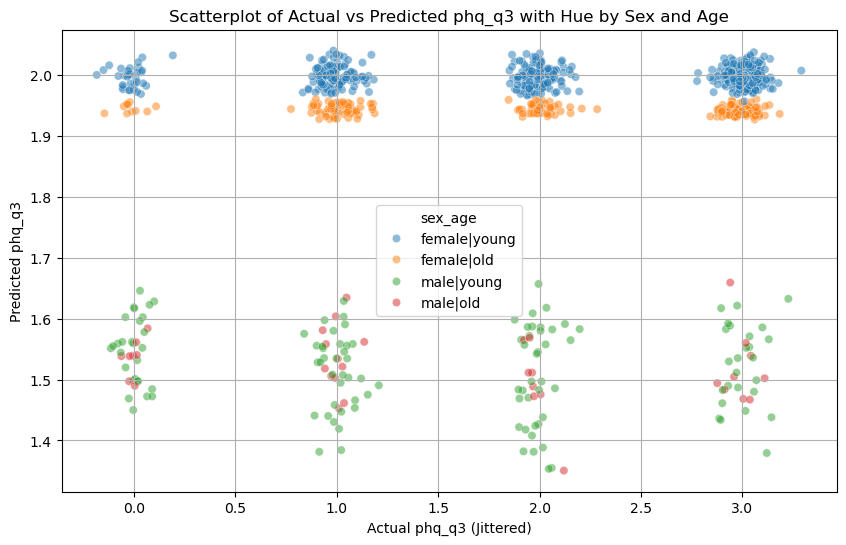 Scatterplot of Actual vs Predicted phq_q3 with Hue by Sex and Age
Predicted phq_q3
2.0
1.9
1.8
1.7
1.6
1.5
1.4
sex_age
female|young
female|old
male|young
male|old
0.0 0.5 1.0 1.5 2.0 2.5 3.0
Actual phq_q3 (Jittered)